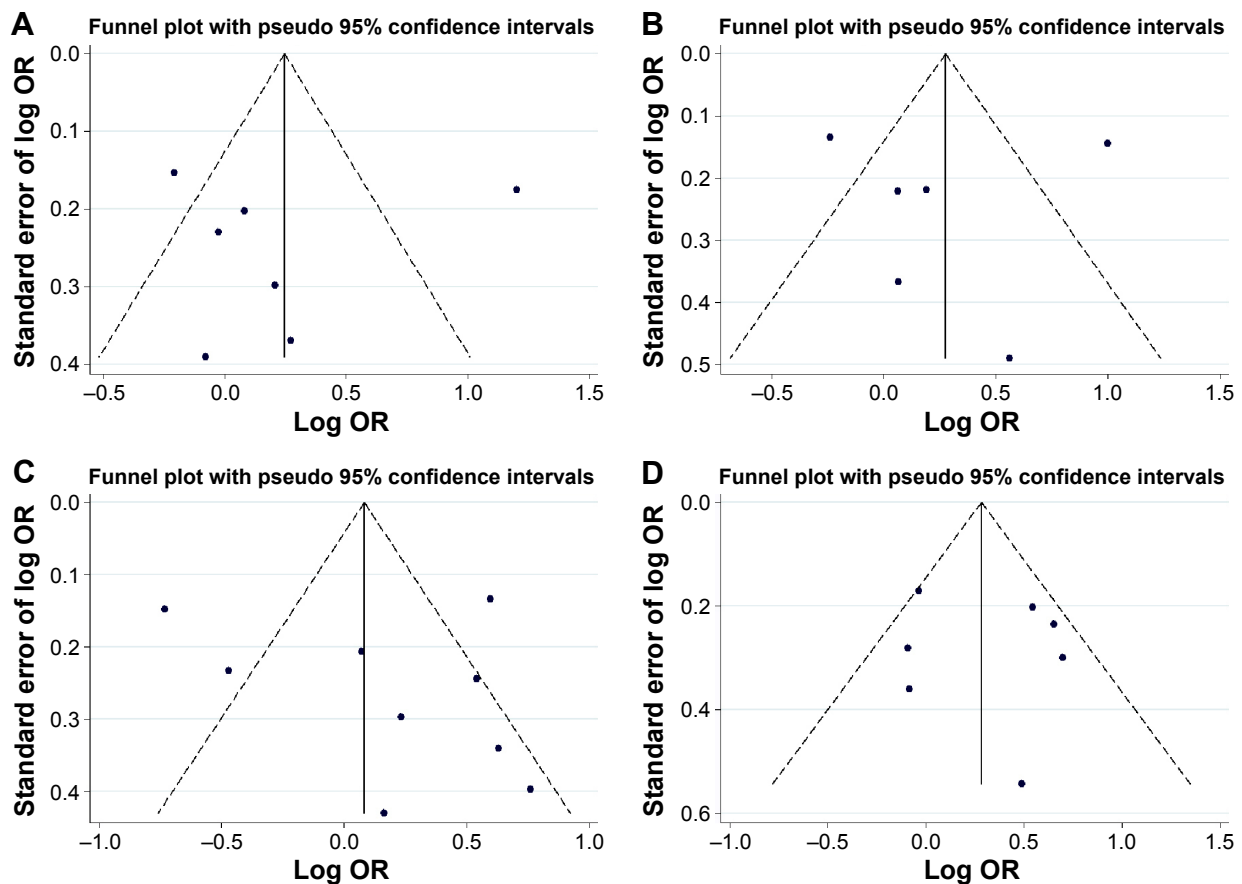 A
Funnel plot with pseudo 95% confidence intervals
Standard error of log OR
0.0
0.1
0.2
0.3
0.4
–0.5
0.0
0.5
1.0
1.5
Log OR
B
Funnel plot with pseudo 95% confidence intervals
Standard error of log OR
0.0
0.1
0.2
0.3
0.4
0.5
–0.5
0.0
0.5
1.0
1.5
Log OR
C
Funnel plot with pseudo 95% confidence intervals
Standard error of log OR
0.0
0.1
0.2
0.3
0.4
–1.0
–0.5
0.0
0.5
1.0
Log OR
D
Funnel plot with pseudo 95% confidence intervals
Standard error of log OR
0.0
0.2
0.4
0.6
–1.0
–0.5
0.0
0.5
1.0
1.5
Log OR